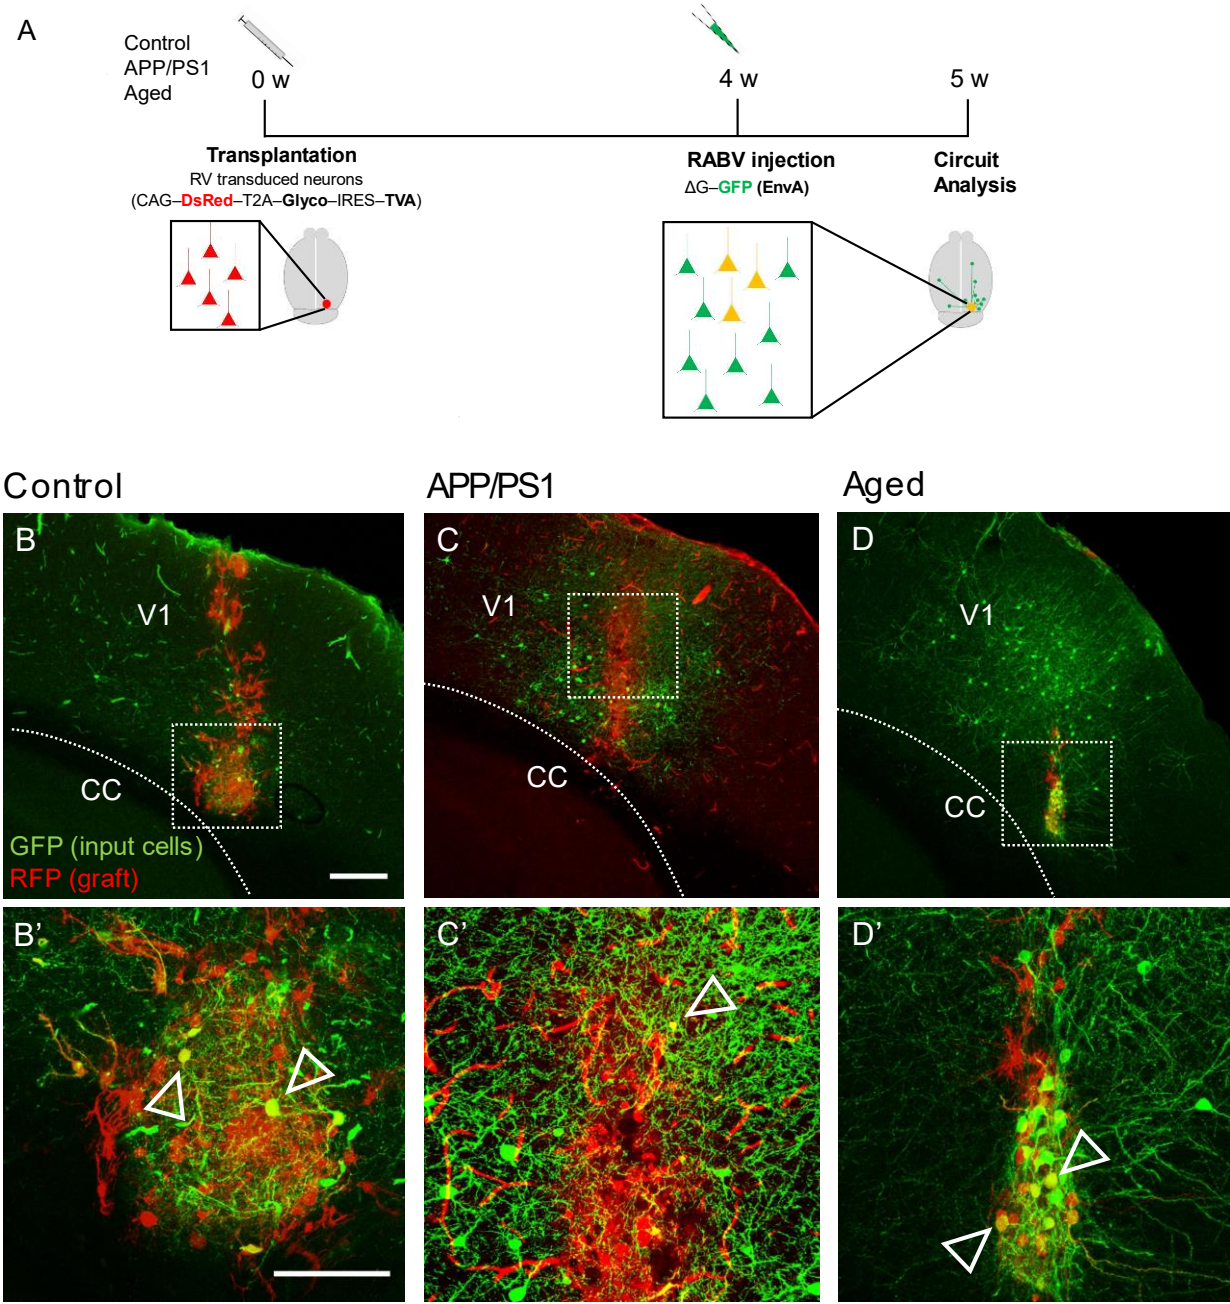 A
Control
APP/PS1
Aged
0 w
4 w
5 w
Transplantation
RV transduced neurons
(CAG–DsRed–T2A–Glyco–IRES–TVA)
RABV injection
ΔG–GFP (EnvA)
Circuit
Analysis
Control
APP/PS1
Aged
B
V1
CC
GFP (input cells)
RFP (graft)
C
V1
CC
D
V1
CC
B'
C'
D'